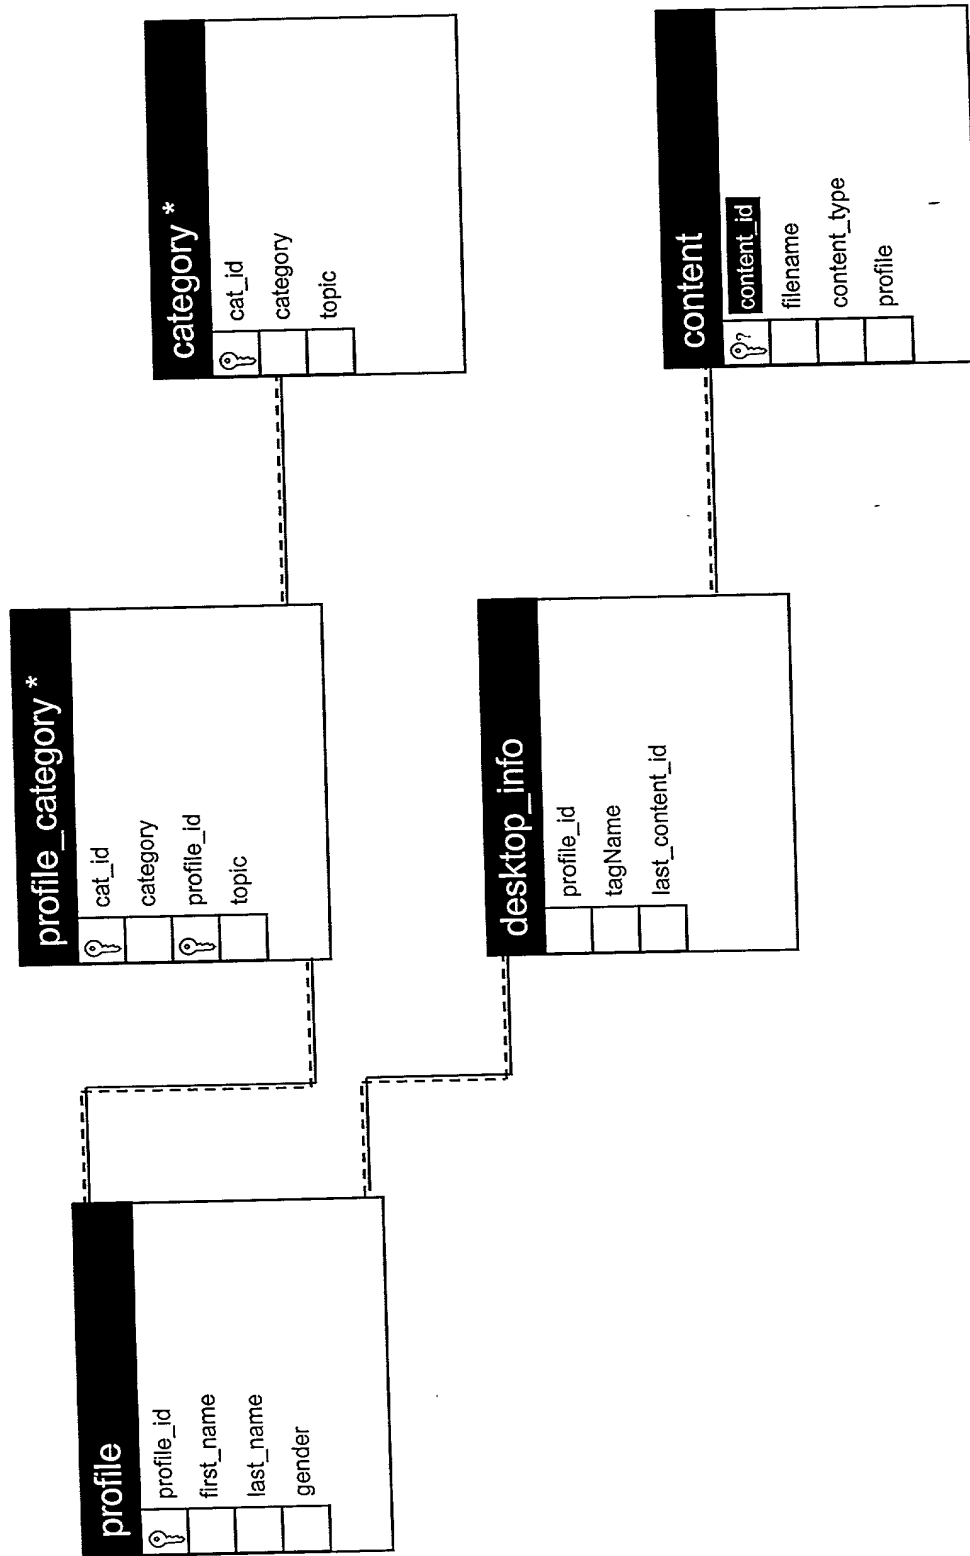 profile
profile_id
first_name
last_name
gender
profile_category *
cat_id
category
profile_id
topic
category *
cat_id
category
topic
desktop_info
profile_id
tagName
last_content_id
content
?
content_id
filename
content_type
profile